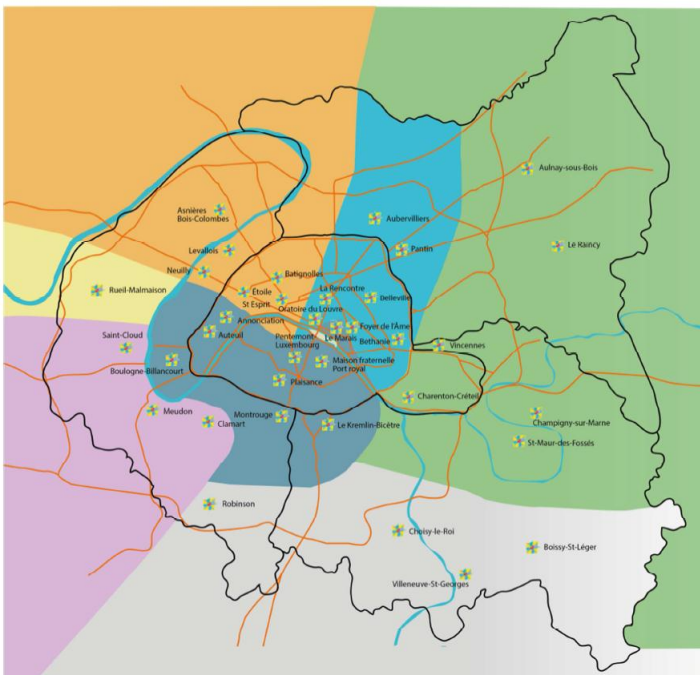 Aulnay-sous-Bois
Asnières
Bois-Colombes
Aubervilliers
Le Raincy
Levallois
Pantin
Neuilly
Batignolles
Rueil-Malmaison
Étoile
La Rencontre
Belleville
St Esprit
Oratoire du Louvre
Annonciation
Saint-Cloud
Auteuil
Pentemont
Luxembourg
Le Marais
Foyer de l'Ame
Bethanie
Vincennes
Boulogne-Billancourt
Maison fraternelle
Port royal
Plaisance
Charenton-Créteil
Meudon
Montrouge
Clamart
Le Kremlin-Bicêtre
Champigny-sur-Marne
St-Maur-des-Fossés
Robinson
Choisy-le-Roi
Boissy-St-Léger
Villeneuve-St-Georges